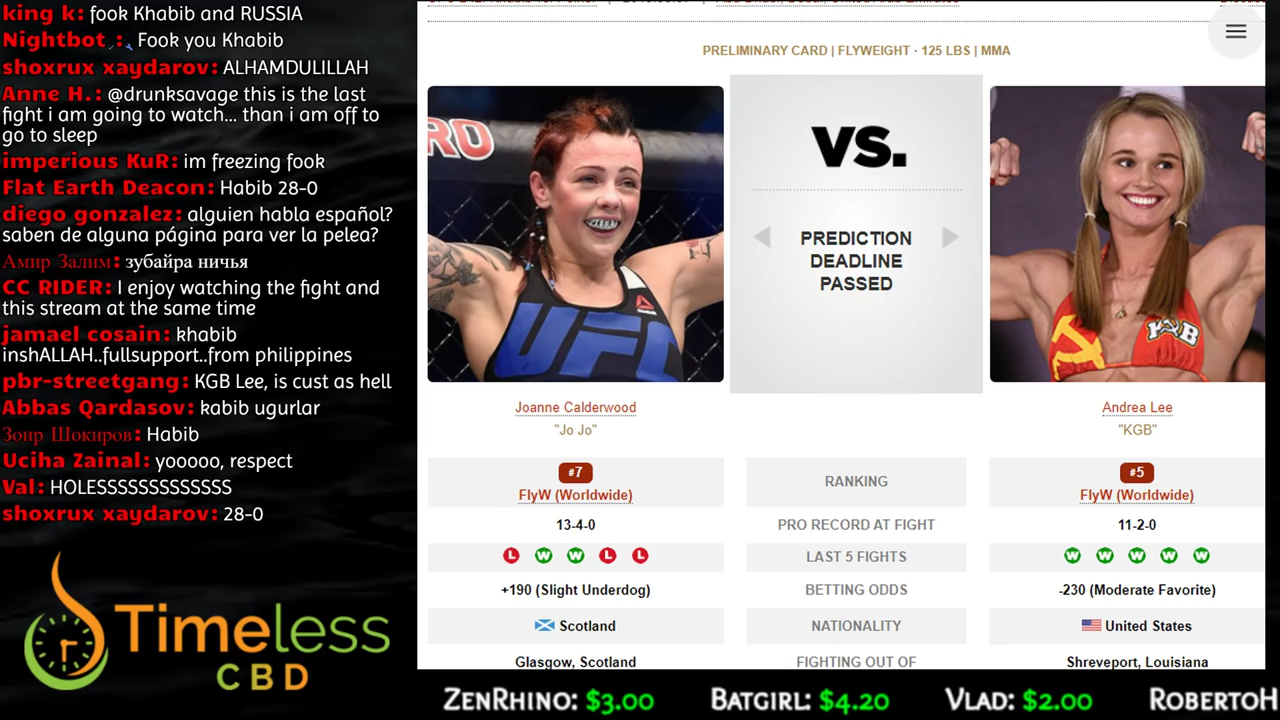 king k: fook Khabib and RUSSIA
Nightbot : Fook you Khabib
shoxrux xaydarov: ALHAMDULILLAH
Anne H.: @drunksavage this is the last
fight i am going to watch... than i am off to
go to sleep
imperious KuR: im freezing fook
Flat Earth Deacon: Habib 28-0
diego gonzalez: alguien habla español?
saben de alguna página para ver la pelea?
Амир Залим: зубайра ничья
CC RIDER: I enjoy watching the fight and
this stream at the same time
jamael cosain: khabib
inshALLAH..fullsupport..from philippines
pbr-streetgang: KGB Lee, is cust as hell
Abbas Qardasov: kabib ugurlar
Зоир Шокиров: Habib
Uciha Zainal: yooooo, respect
Val: HOLESSSSSSSSSSSSS
shoxrux xaydarov: 28-0
Timeless
CBD
PRELIMINARY CARD | FLYWEIGHT · 125 LBS | MMA
RO
UFC
VS.
PREDICTION
DEADLINE
PASSED
KGB
Joanne Calderwood
Andrea Lee
"Jo Jo"
"KGB"
#7
RANKING
#5
FlyW (Worldwide)
FlyW (Worldwide)
13-4-0 PRO RECORD AT FIGHT 11-2-0
L W W L L LAST 5 FIGHTS W W W W W
+190 (Slight Underdog) BETTING ODDS -230 (Moderate Favorite)
Scotland NATIONALITY United States
Glasgow, Scotland FIGHTING OUT OF Shreveport, Louisiana
ZENRHINO: $3.00 BATGIRL: $4.20 VLAD: $2.00 ROBERTOH